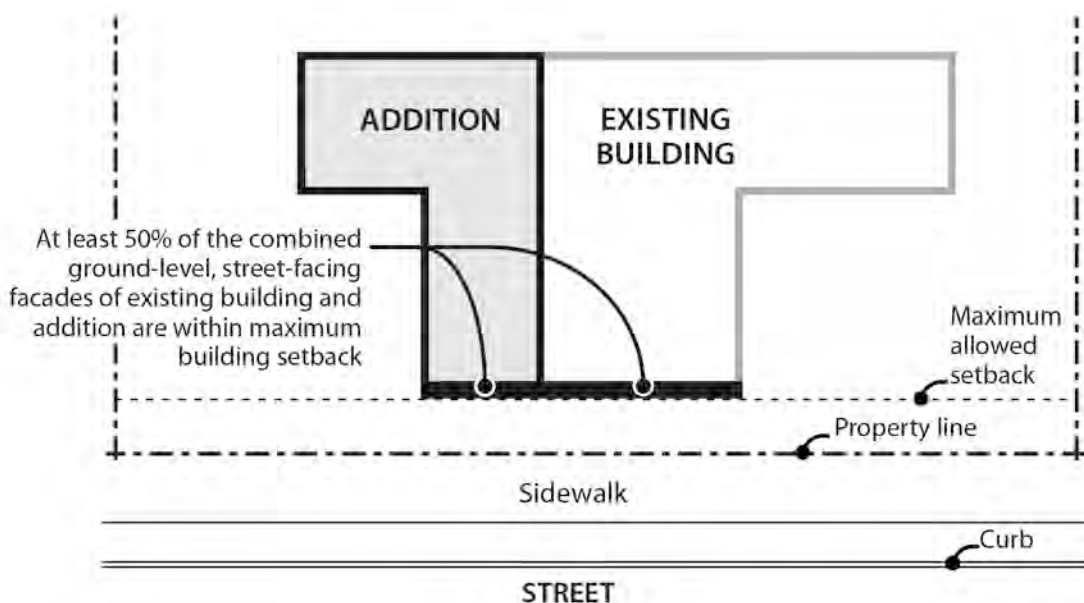 ADDITION
EXISTING
BUILDING
At least 50% of the combined
ground-level, street-facing
facades of existing building and
addition are within maximum
building setback
Maximum
allowed
setback
Property line
Sidewalk
Curb
STREET